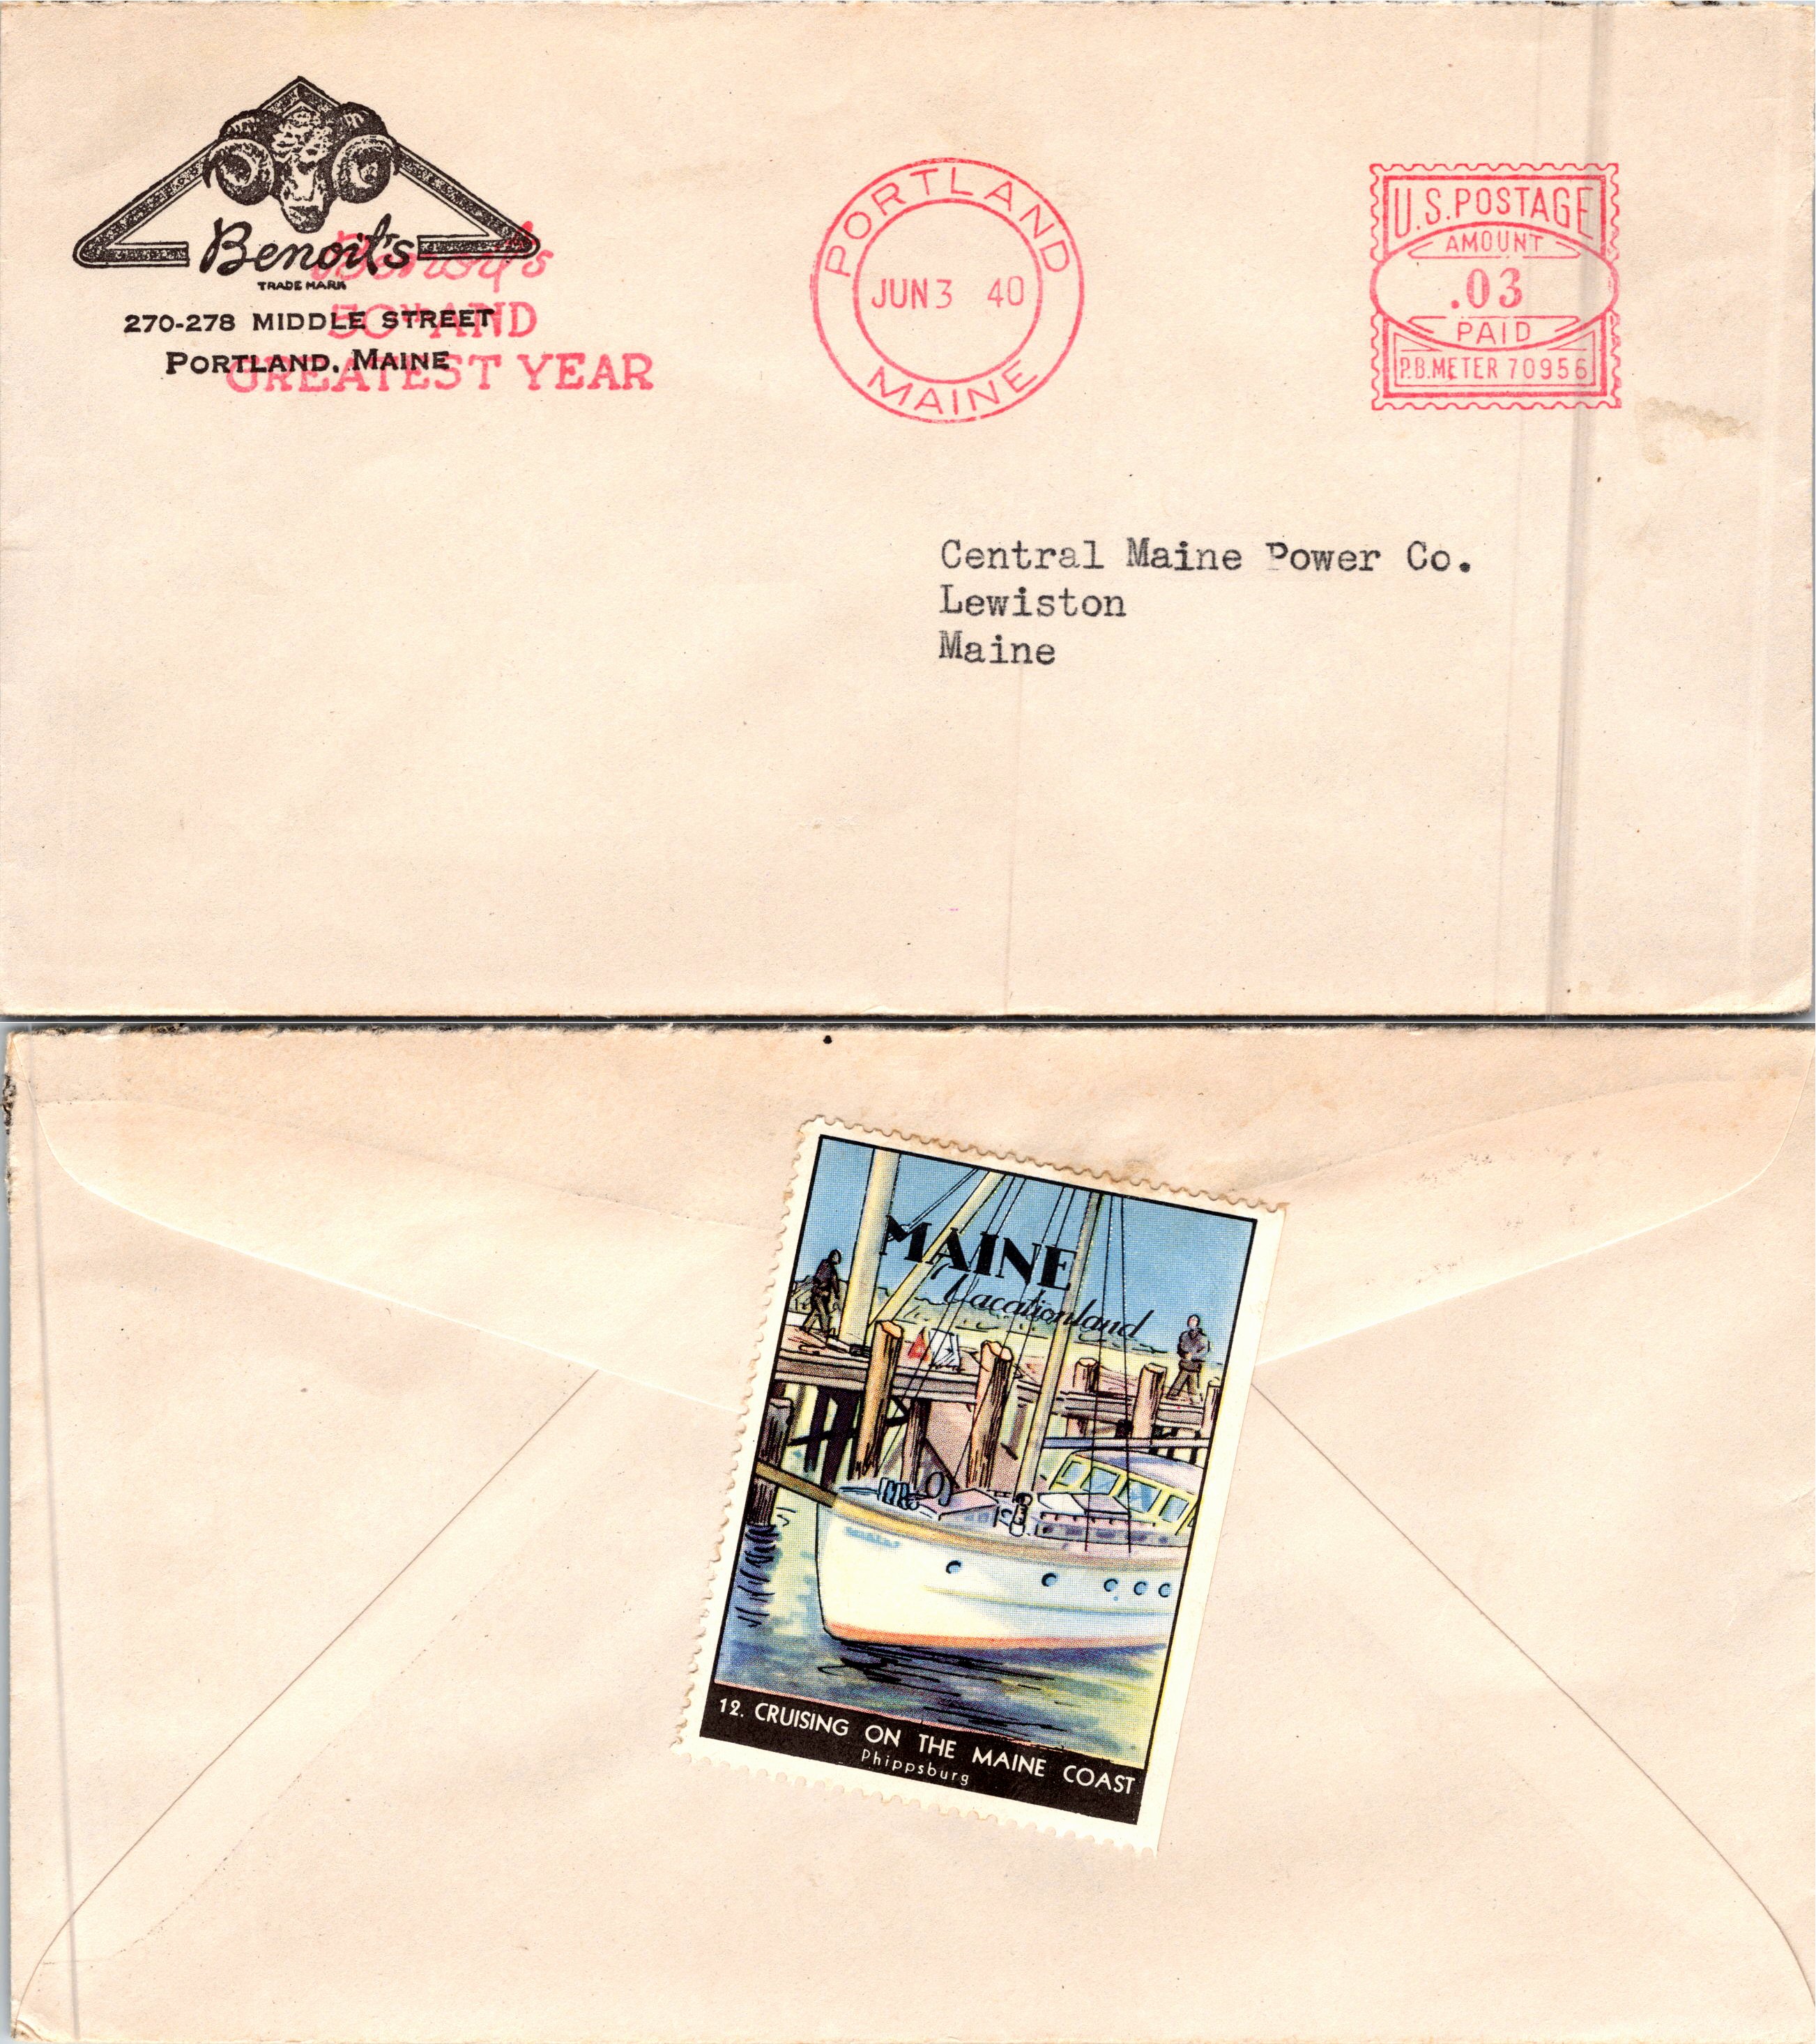 Benoit's
TRADE MARK
270-278 MIDDLE STREET
PORTLAND, MAINE
Benoit's
50TH AND
GREATEST YEAR
PORTLAND
JUN 3 40
MAINE
U.S. POSTAGE
AMOUNT
.03
PAID
P.B. METER 70956
Central Maine Power Co.
Lewiston
Maine
MAINE
Vacationland
12. CRUISING ON THE MAINE COAST
Phippsburg